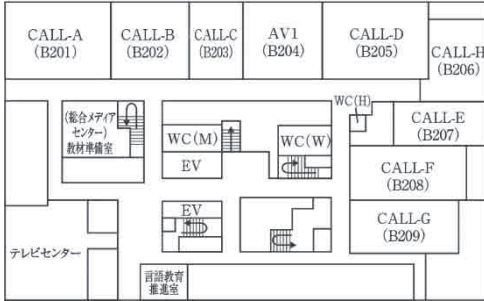 CALL-A
(B201)
CALL-B
(B202)
CALL-C
(B203)
AV1
(B204)
CALL-D
(B205)
CALL-H
(B206)
WC(H)
(総合メディア
センター)
教材準備室
WC(M)
WC(W)
CALL-E
(B207)
EV
CALL-F
(B208)
EV
CALL-G
(B209)
テレビセンター
言語教育
推進室